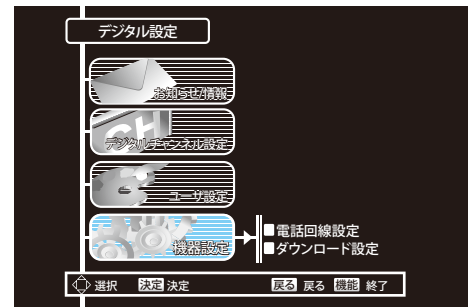 デジタル設定
お知らせ/情報
デジタルチャンネル設定
ユーザ設定
機器設定
■電話回線設定
■ダウンロード設定
選択 決定 決定 戻る 戻る 機能 終了